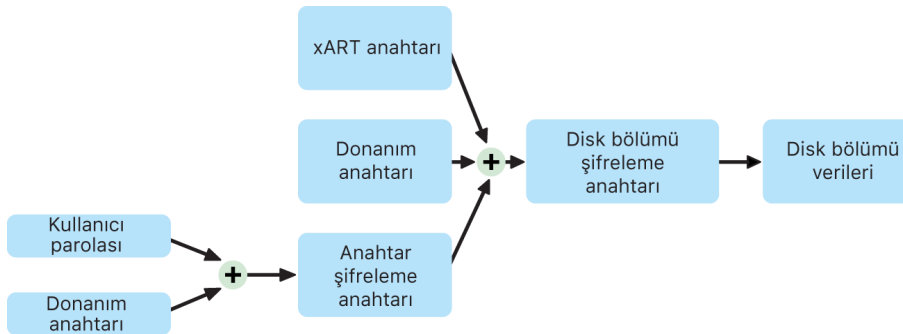 xART anahtarı
Donanım
anahtarı
+
Disk bölümü
şifreleme
anahtarı
Disk bölümü
verileri
Kullanıcı
parolası
+
Anahtar
şifreleme
anahtarı
Donanım
anahtarı